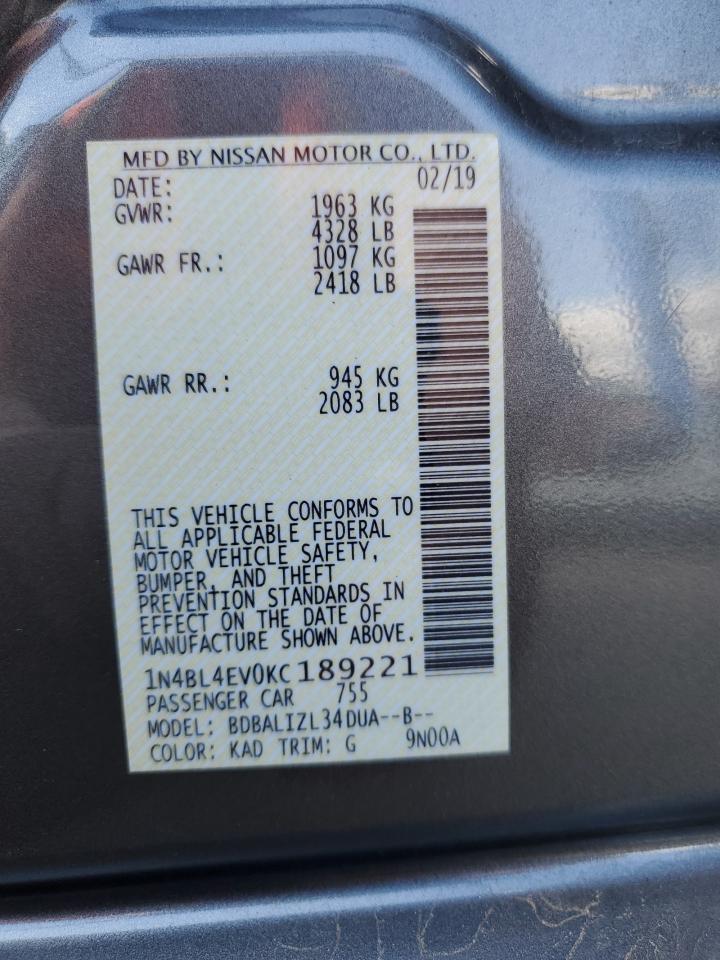 MFD BY NISSAN MOTOR CO., LTD.
DATE: 02/19
GVWR: 1963 KG
4328 LB
GAWR FR.: 1097 KG
2418 LB
GAWR RR.: 945 KG
2083 LB
THIS VEHICLE CONFORMS TO
ALL APPLICABLE FEDERAL
MOTOR VEHICLE SAFETY,
BUMPER, AND THEFT
PREVENTION STANDARDS IN
EFFECT ON THE DATE OF
MANUFACTURE SHOWN ABOVE.
1N4BL4EV0KC189221
PASSENGER CAR 755
MODEL: BDBALIZL34DUA--B--
COLOR: KAD TRIM: G 9N00A